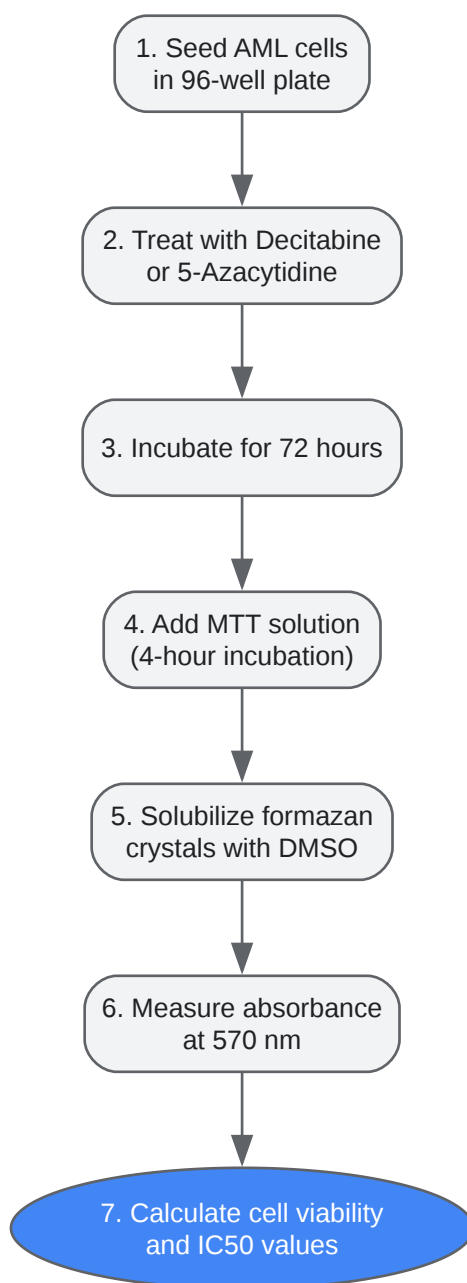 1. Seed AML cells
in 96-well plate
2. Treat with Decitabine
or 5-Azacytidine
3. Incubate for 72 hours
4. Add MTT solution
(4-hour incubation)
5. Solubilize formazan
crystals with DMSO
6. Measure absorbance
at 570 nm
7. Calculate cell viability
and IC50 values